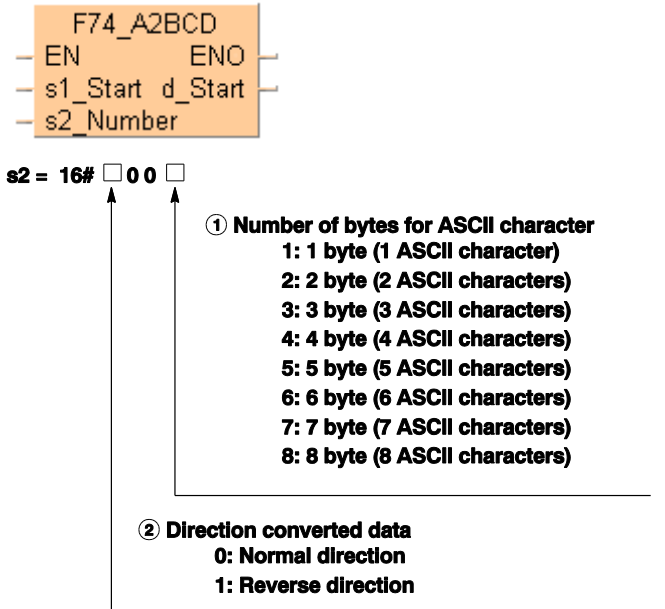 F74_A2BCD
EN ENO
s1_Start d_Start
s2_Number
s2 = 16# □ 0 0 □
① Number of bytes for ASCII character
1: 1 byte (1 ASCII character)
2: 2 byte (2 ASCII characters)
3: 3 byte (3 ASCII characters)
4: 4 byte (4 ASCII characters)
5: 5 byte (5 ASCII characters)
6: 6 byte (6 ASCII characters)
7: 7 byte (7 ASCII characters)
8: 8 byte (8 ASCII characters)
② Direction converted data
0: Normal direction
1: Reverse direction